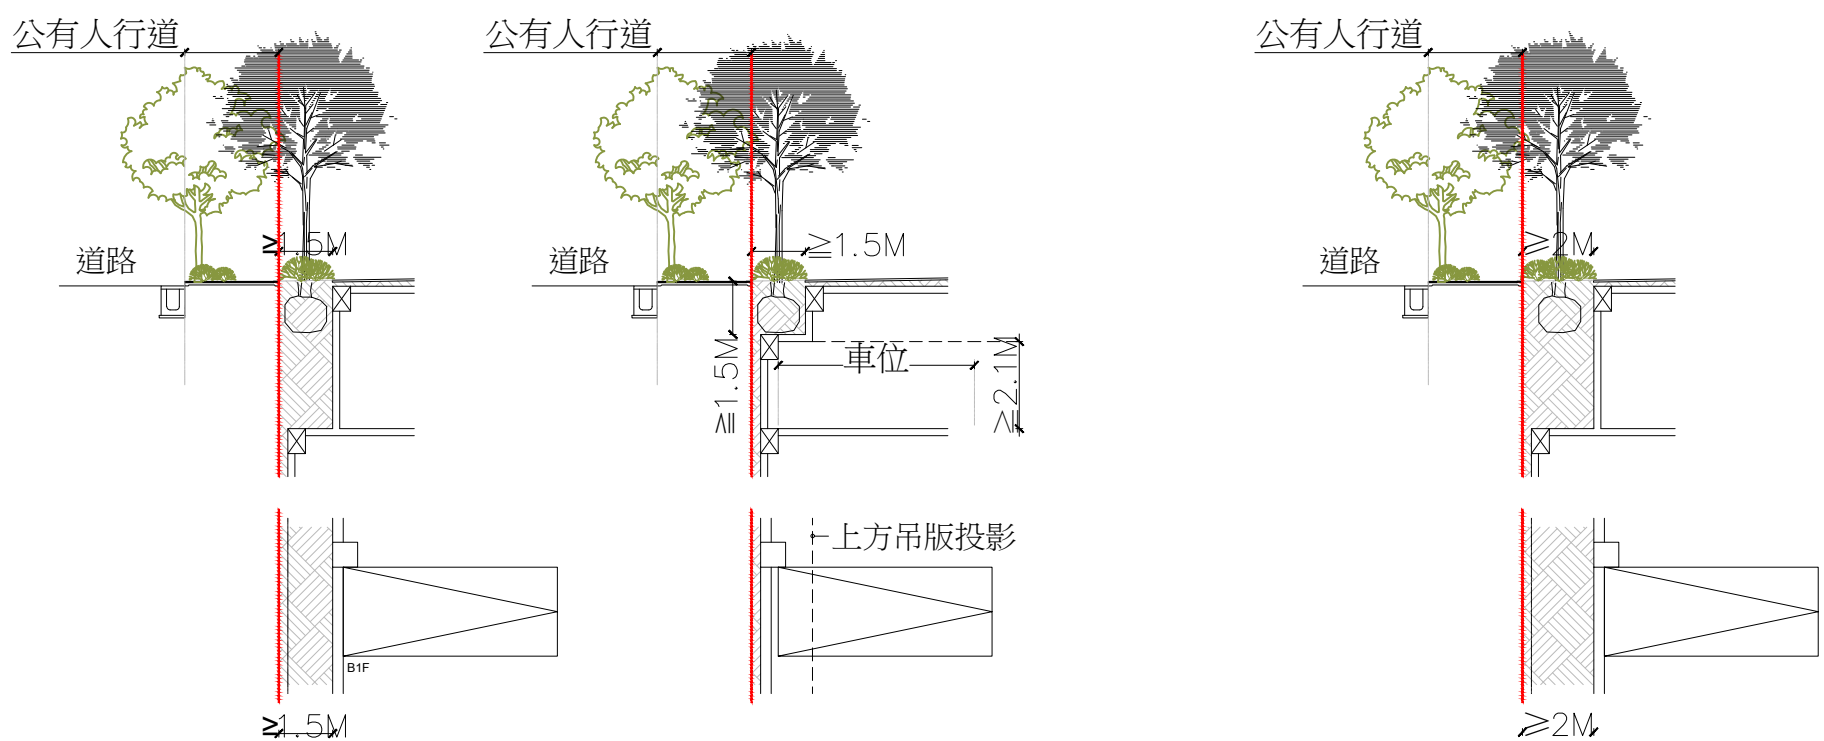 公有人行道
公有人行道
公有人行道
≥1.5M
≧1.5M
≥2M
道路
道路
道路
≧1.5M
車位
≧2.1M
上方吊版投影
B1F
≥1.5M
≥2M